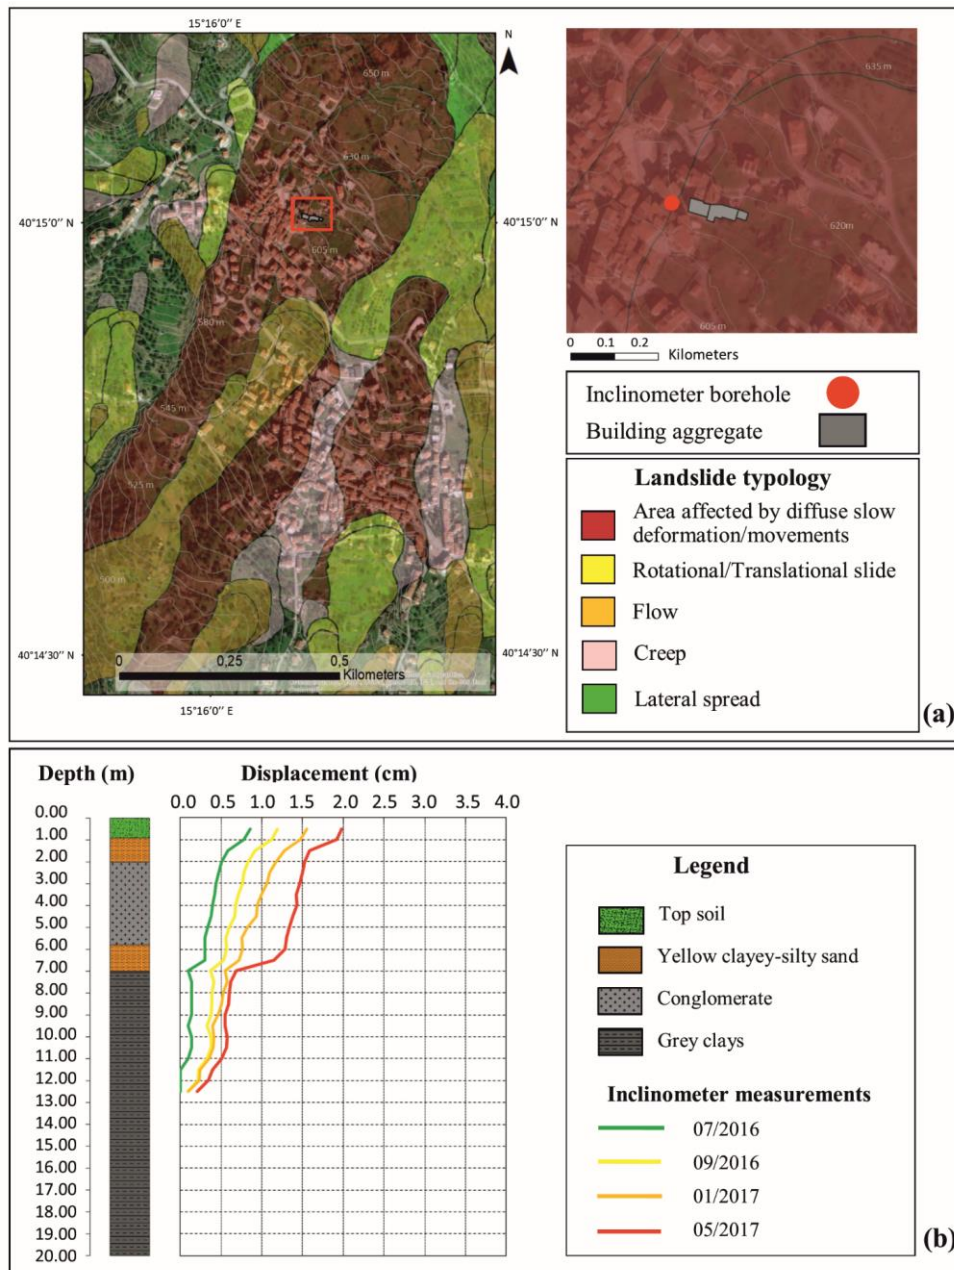 15°16'0'' E
N
650 m
635 m
630 m
40°15'0'' N
40°15'0'' N
605 m
620m
580 m
605 m
0 0.1 0.2
Kilometers
Inclinometer borehole
Building aggregate
545 m
525 m
500 m
Landslide typology
Area affected by diffuse slow
deformation/movements
Rotational/Translational slide
Flow
Creep
Lateral spread
40°14'30'' N
40°14'30'' N
0 0,25 0,5
Kilometers
15°16'0'' E
(a)
Depth (m)
Displacement (cm)
0.0 0.5 1.0 1.5 2.0 2.5 3.0 3.5 4.0
0.00
1.00
2.00
3.00
4.00
5.00
6.00
7.00
8.00
9.00
10.00
11.00
12.00
13.00
14.00
15.00
16.00
17.00
18.00
19.00
20.00
Legend
Top soil
Yellow clayey-silty sand
Conglomerate
Grey clays
Inclinometer measurements
07/2016
09/2016
01/2017
05/2017
(b)